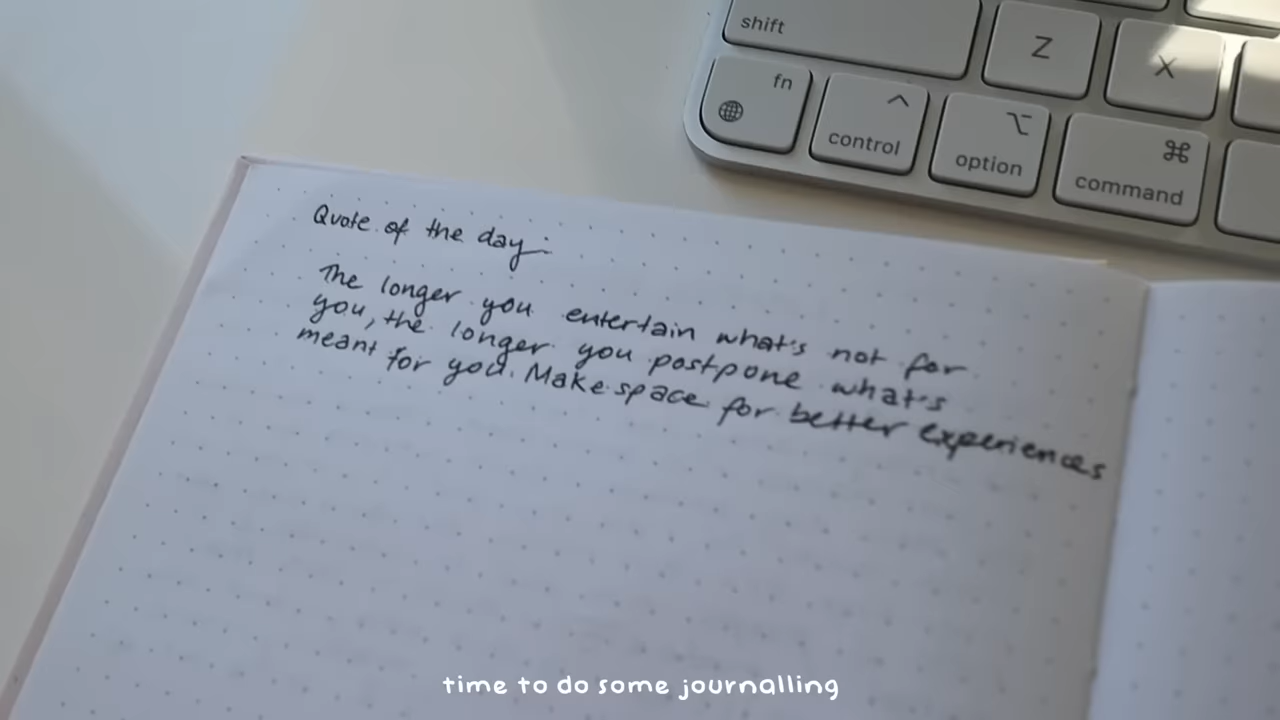 shift
Z
X
fn
control
option
⌘
command
Quote of the day:
The longer you entertain what's not for
you, the longer you postpone what's
meant for you. Make space for better experiences
time to do some journalling